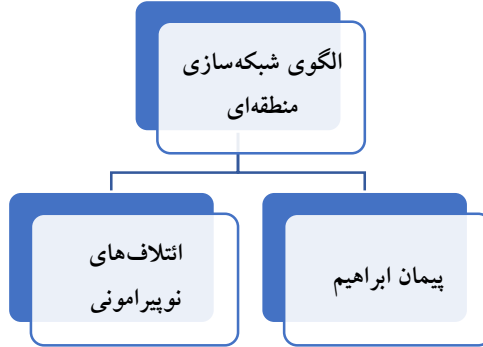 الگوی شبکه‌سازی
منطقه‌ای
پیمان ابراهیم
ائتلاف‌های
نوپیرامونی